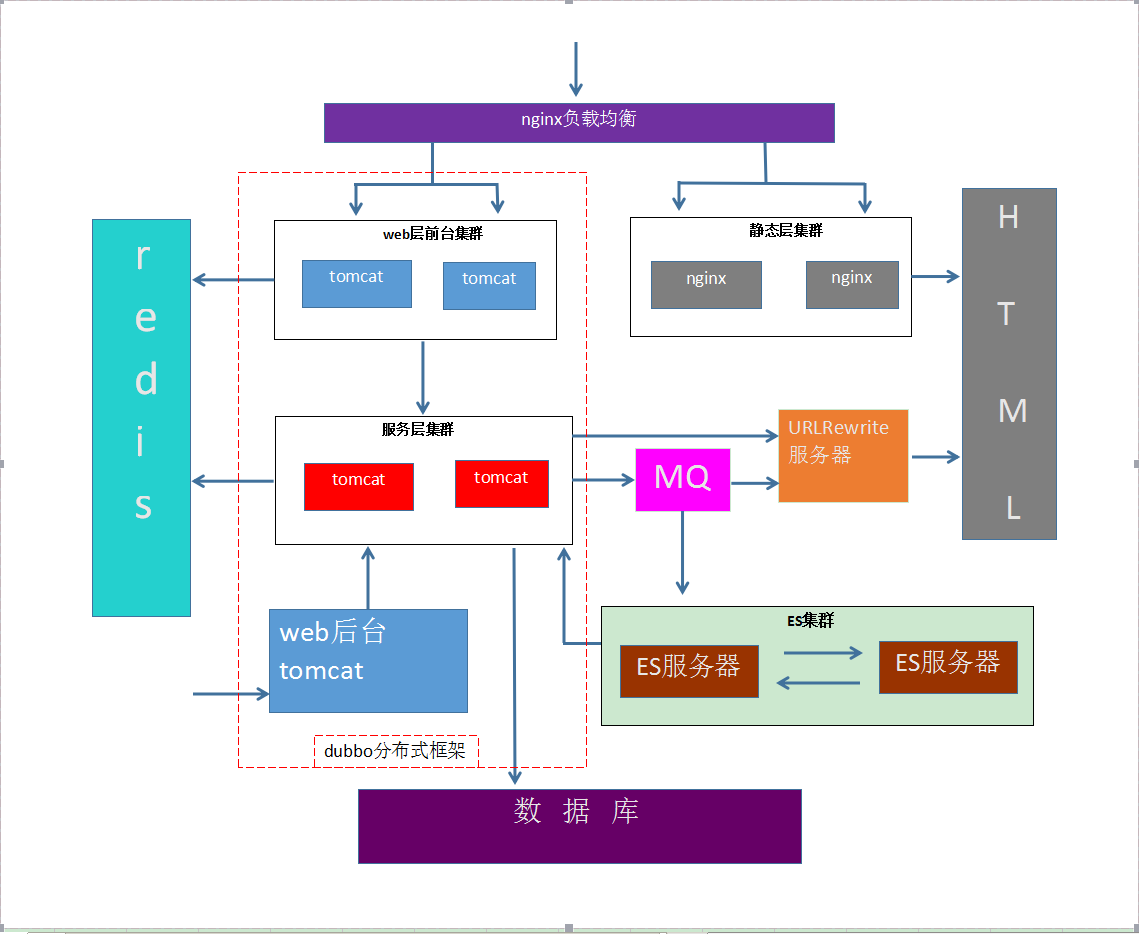 nginx负载均衡
web层前台集群
tomcat
tomcat
静态层集群
nginx
nginx
redis
HTML
服务层集群
tomcat
tomcat
MQ
URLRewrite
服务器
web后台
tomcat
ES集群
ES服务器
ES服务器
dubbo分布式框架
数 据 库